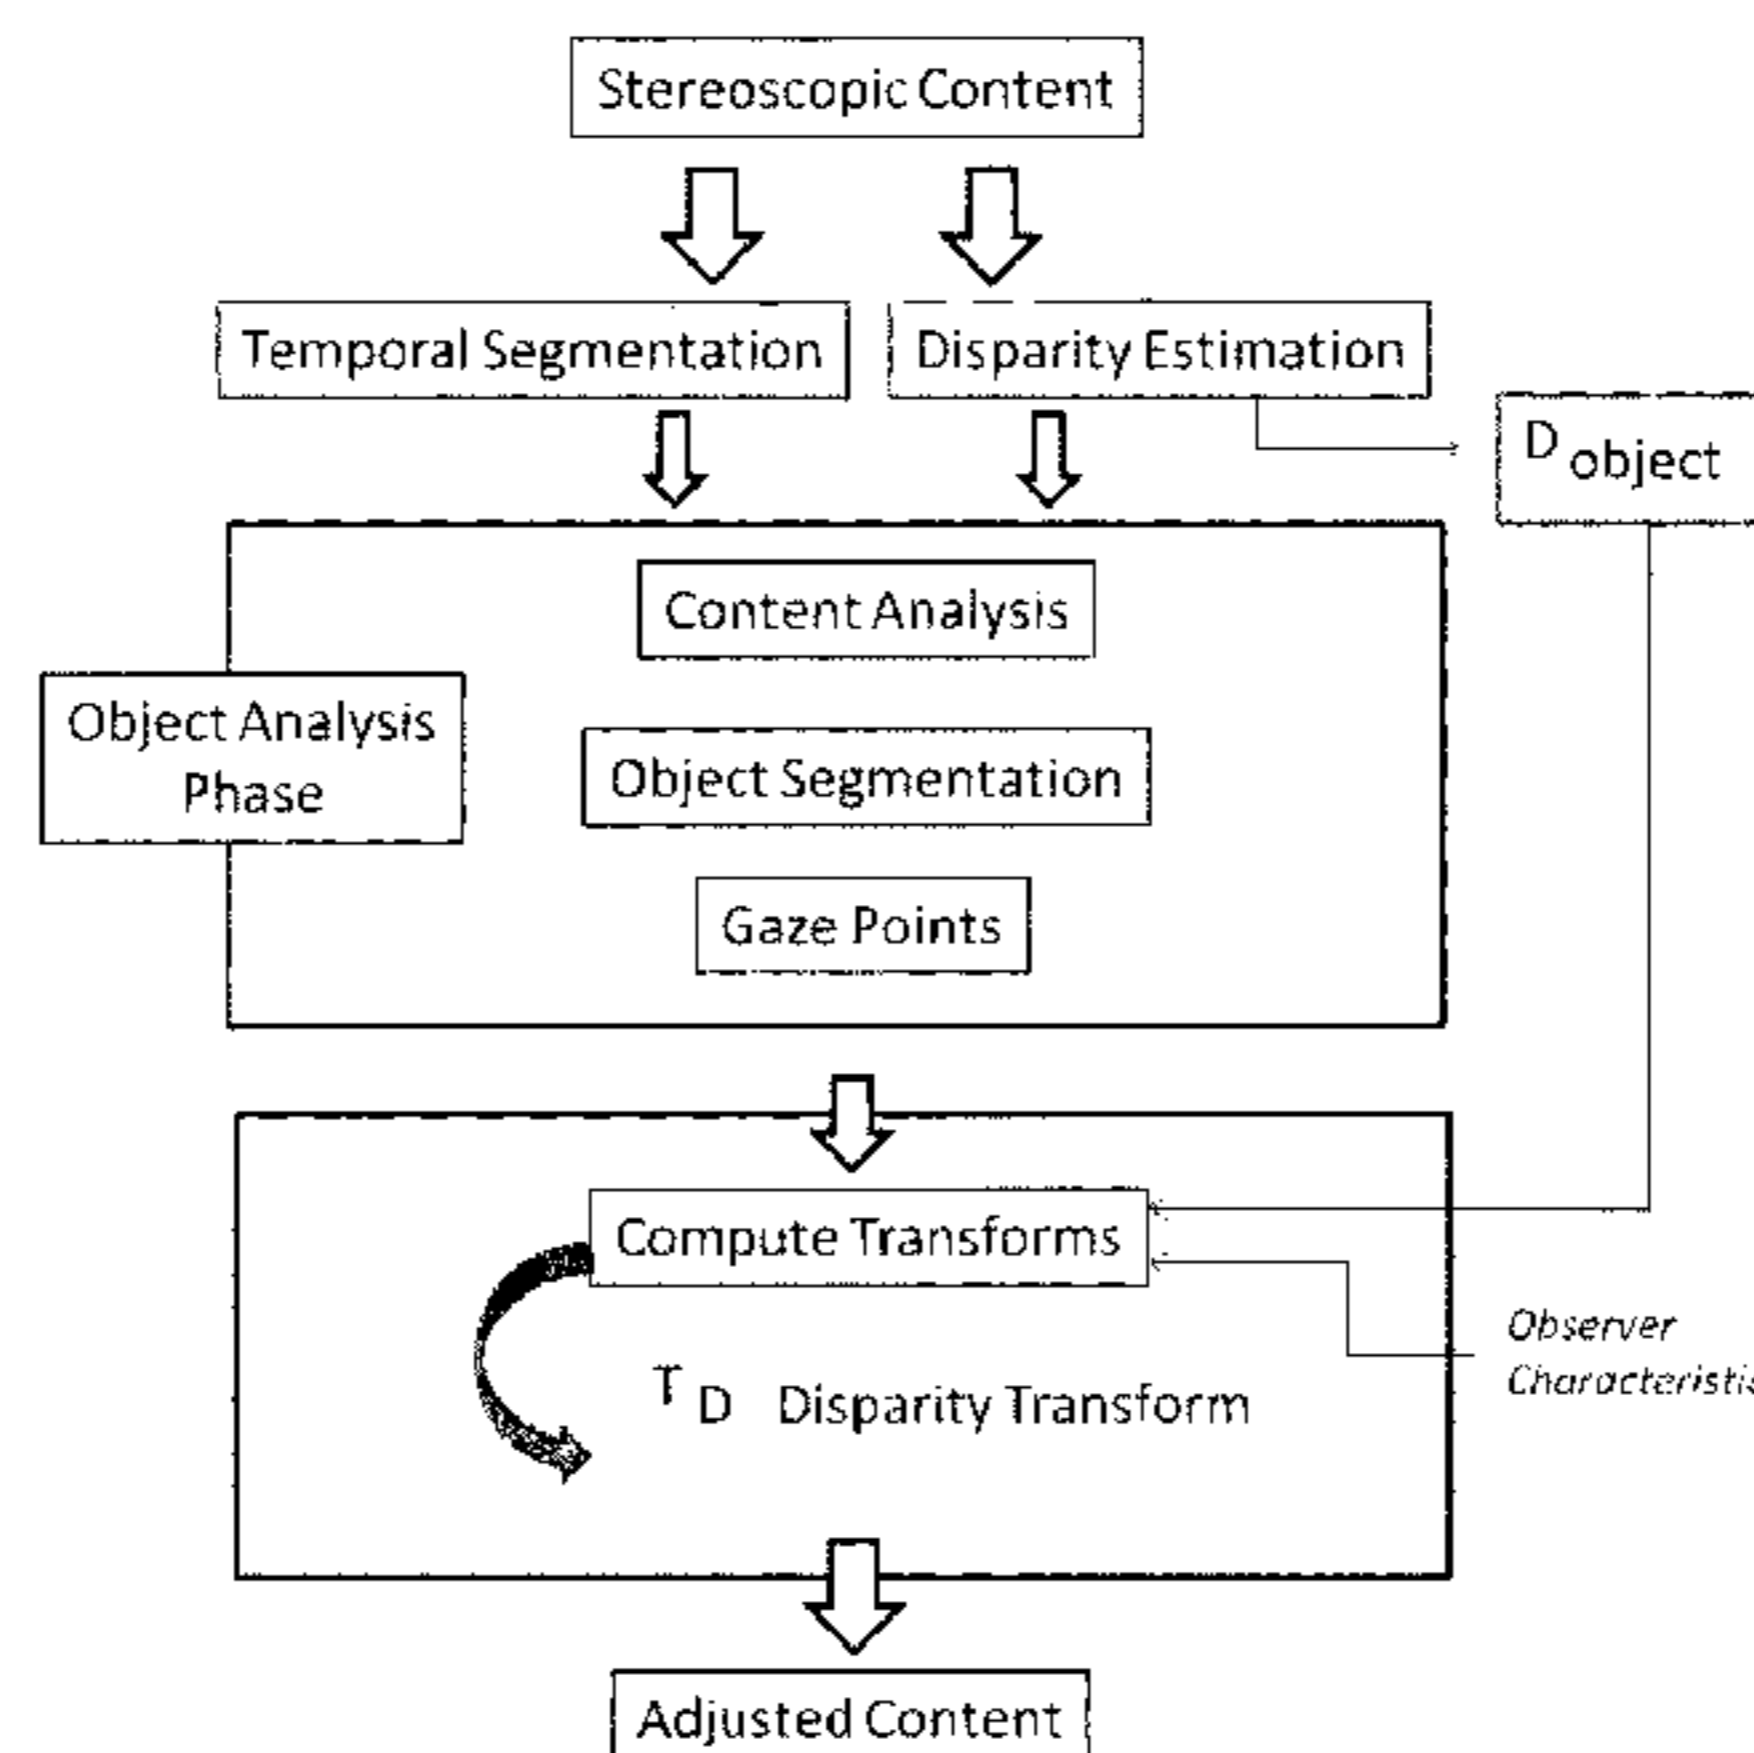 Stereoscopic Content
Temporal Segmentation
Disparity Estimation
D object
Content Analysis
Object Analysis
Phase
Object Segmentation
Gaze Points
Compute Transforms
Observer
T D Disparity Transform
Adjusted Content